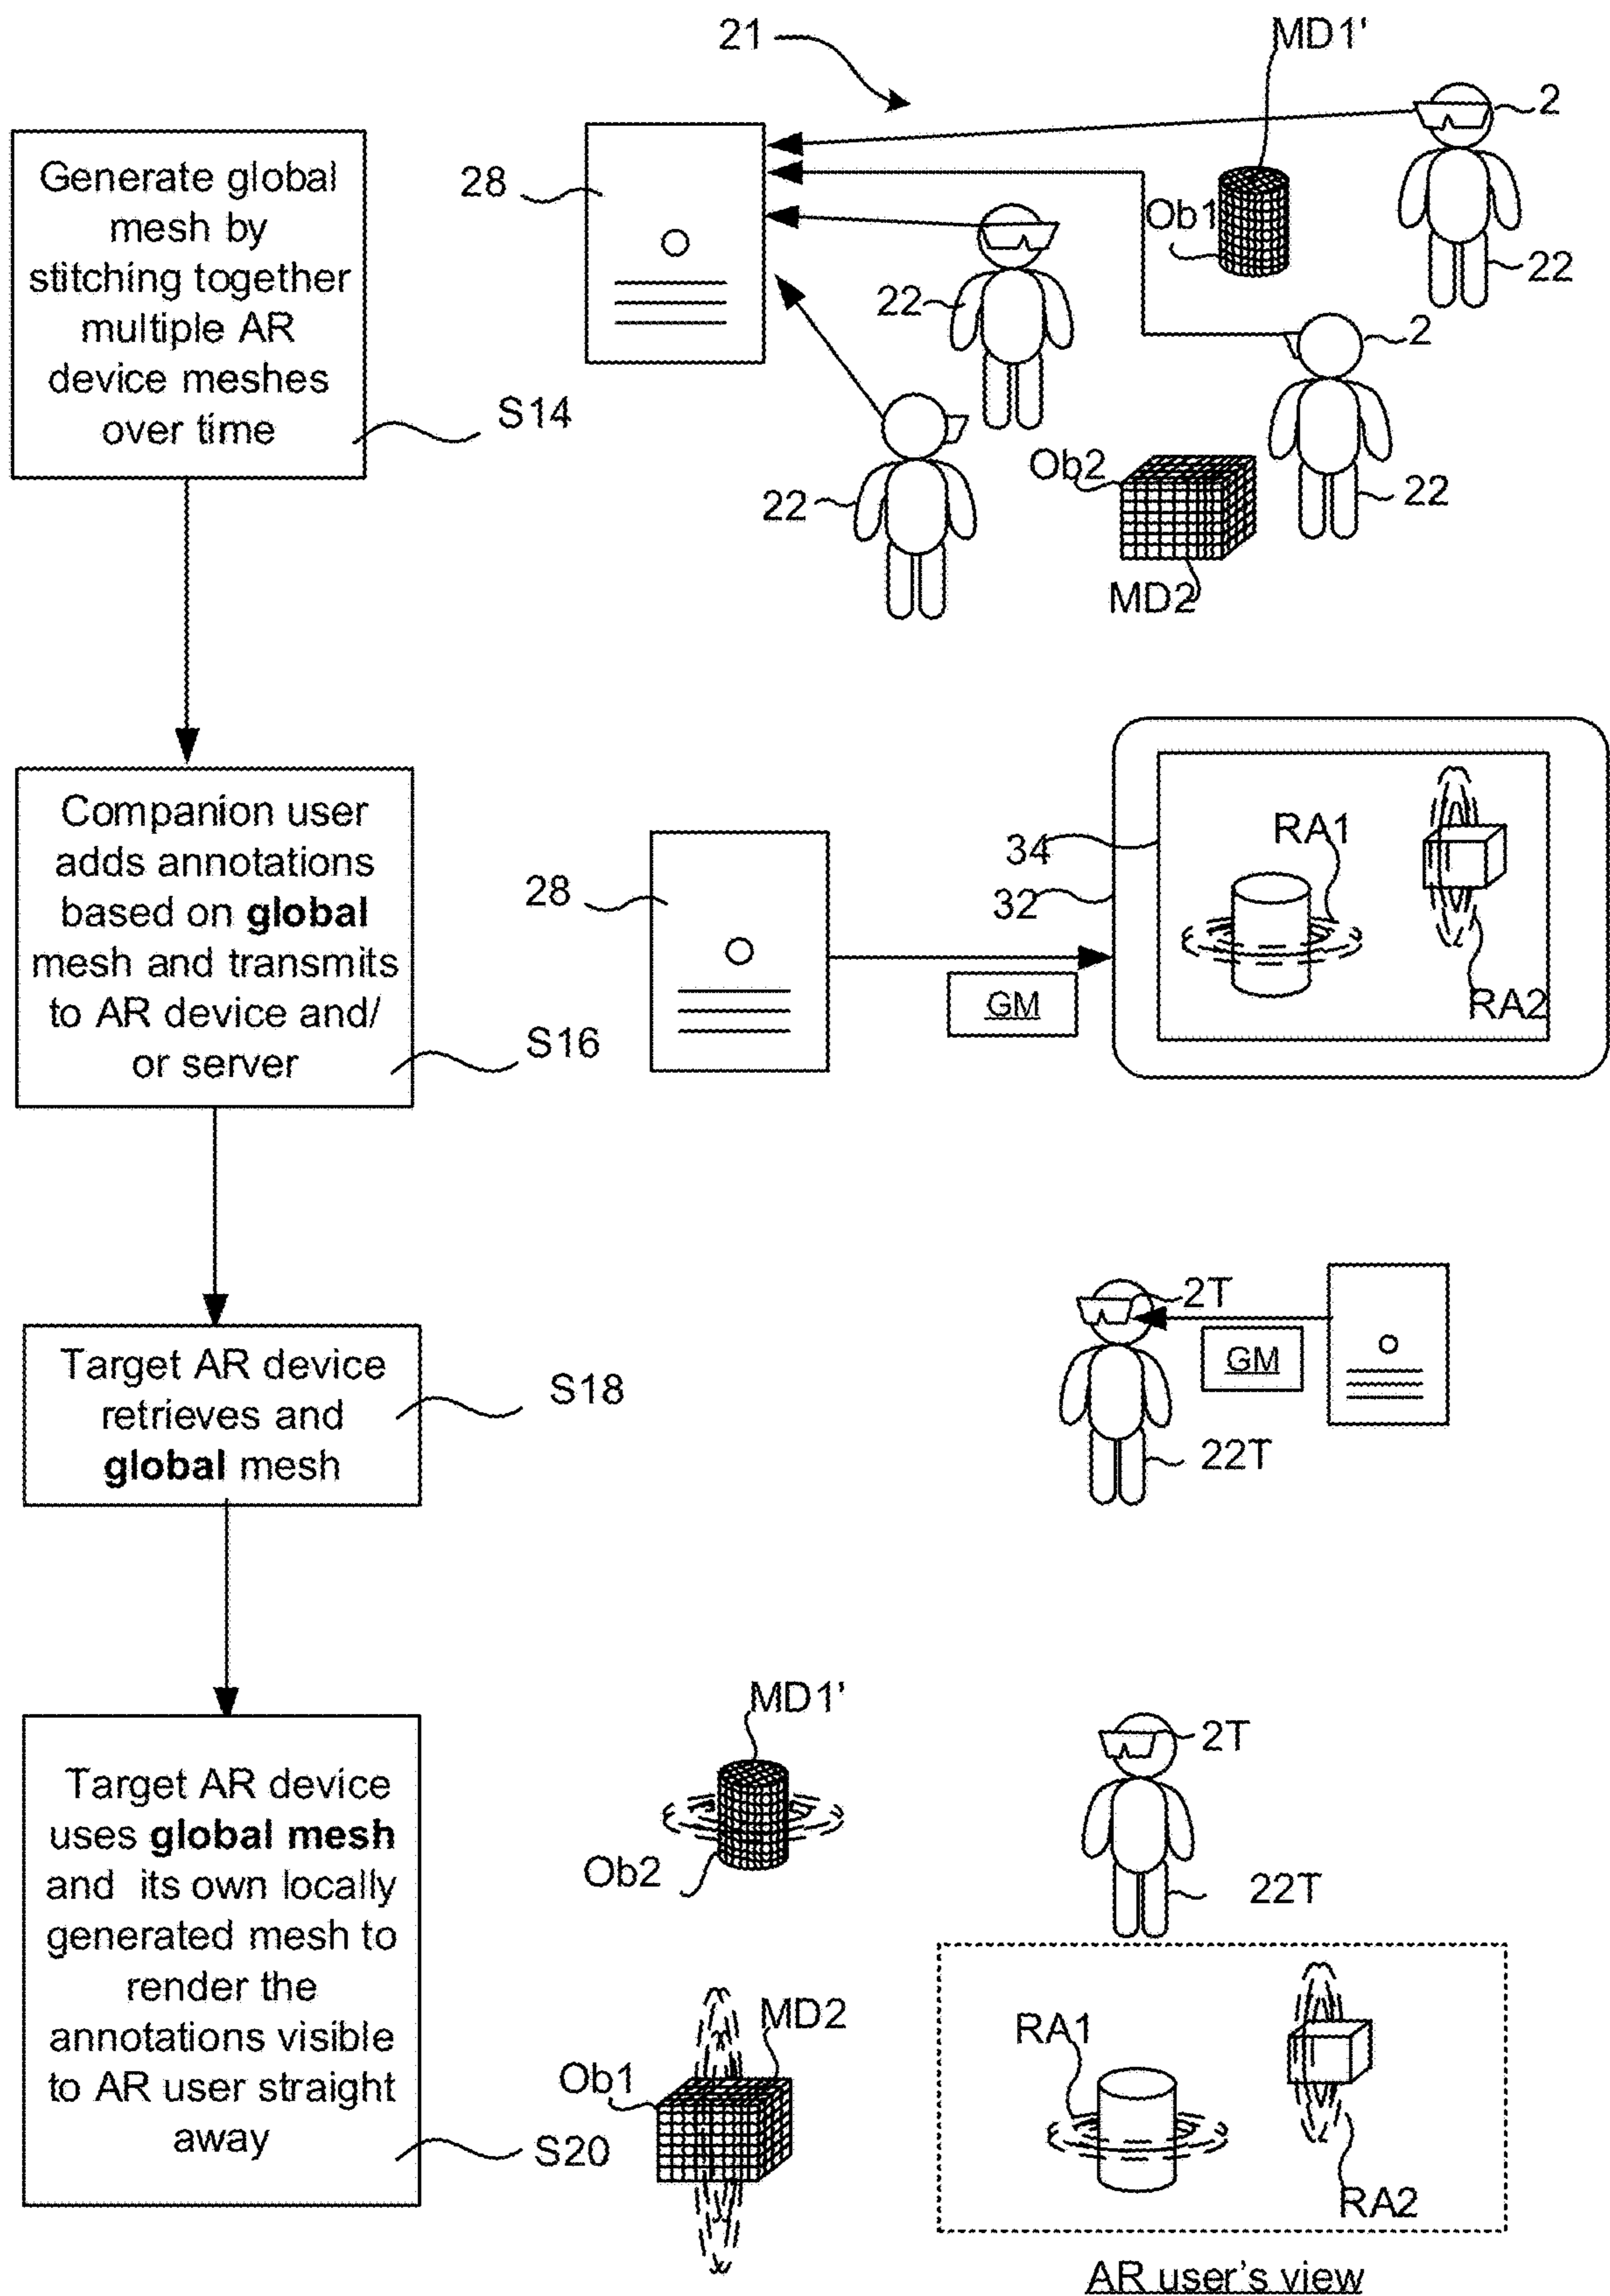 21
MD1'
2
Generate global
mesh by
stitching together
multiple AR
device meshes
over time
S14
28
Ob1
22
22
2
Ob2
22
22
MD2
Companion user
adds annotations
based on global
mesh and transmits
to AR device and/
or server
S16
28
GM
34
32
RA1
RA2
Target AR device
retrieves and
global mesh
S18
2T
GM
22T
Target AR device
uses global mesh
and its own locally
generated mesh to
render the
annotations visible
to AR user straight
away
S20
MD1'
Ob2
2T
22T
MD2
Ob1
RA1
RA2
AR user's view